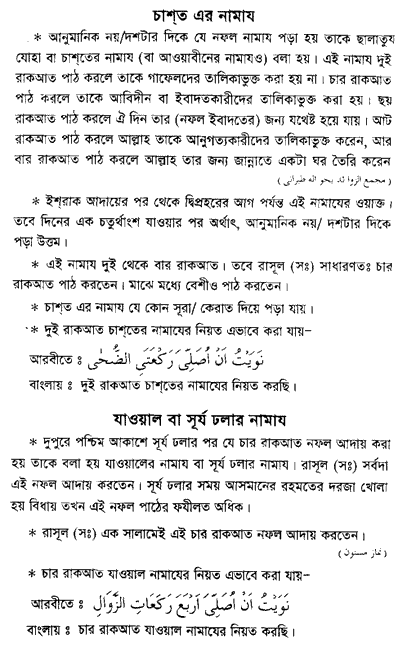 চাশ্ত এর নামায
* আনুমানিক নয়/দশটার দিকে যে নফল নামায পড়া হয় তাকে ছালাতুয
যোহা বা চাশ্তের নামায (বা আওয়াবীনের নামাযও) বলা হয়। এই নামায দুই
রাকআত পাঠ করলে তাকে গাফেলদের তালিকাভুক্ত করা হয় না। চার রাকআত
পাঠ করলে তাকে আবিদীন বা ইবাদতকারীদের তালিকাভুক্ত করা হয়। ছয়
রাকআত পাঠ করলে ঐ দিন তার (নফল ইবাদতের) জন্য যথেষ্ট হয়ে যায়। আট
রাকআত পাঠ করলে আল্লাহ তাকে আনুগত্যকারীদের তালিকাভুক্ত করেন, আর
বার রাকআত পাঠ করলে আল্লাহ তার জন্য জান্নাতে একটা ঘর তৈরি করেন
(مجمع الزوائد بحواله طبرانی)
* ইশ্রাক আদায়ের পর থেকে দ্বিপ্রহরের আগ পর্যন্ত এই নামাযের ওয়াক্ত।
তবে দিনের এক চতুর্থাংশ যাওয়ার পর অর্থাৎ, আনুমানিক নয়/ দশটার দিকে
পড়া উত্তম।
* এই নামায দুই থেকে বার রাকআত। তবে রাসূল (সঃ) সাধারণতঃ চার
রাকআত পাঠ করতেন। মাঝে মধ্যে বেশীও পাঠ করতেন।
* চাশ্ত এর নামায যে কোন সূরা/ কেরাত দিয়ে পড়া যায়।
* দুই রাকআত চাশ্তের নামাযের নিয়ত এভাবে করা যায়–
আরবীতে ঃ نَوَيْتُ اَنْ اُصَلِّىَ رَكْعَتَىِ الضُّحٰى
বাংলায় ঃ দুই রাকআত চাশ্তের নামাযের নিয়ত করছি।
যাওয়াল বা সূর্য ঢলার নামায
* দুপুরে পশ্চিম আকাশে সূর্য ঢলার পর যে চার রাকআত নফল আদায় করা
হয় তাকে বলা হয় যাওয়ালের নামায বা সূর্য ঢলার নামায। রাসূল (সঃ) সর্বদা
এই নফল আদায় করতেন। সূর্য ঢলার সময় আসমানের রহমতের দরজা খোলা
হয় বিধায় তখন এই নফল পাঠের ফযীলত অধিক।
* রাসূল (সঃ) এক সালামেই এই চার রাকআত নফল আদায় করতেন।
(نماز مسنون)
* চার রাকআত যাওয়াল নামাযের নিয়ত এভাবে করা যায়–
আরবীতে ঃ نَوَيْتُ اَنْ اُصَلِّىَ اَرْبَعَ رَكَعَاتِ الزَّوَالِ
বাংলায় ঃ চার রাকআত যাওয়াল নামাযের নিয়ত করছি।